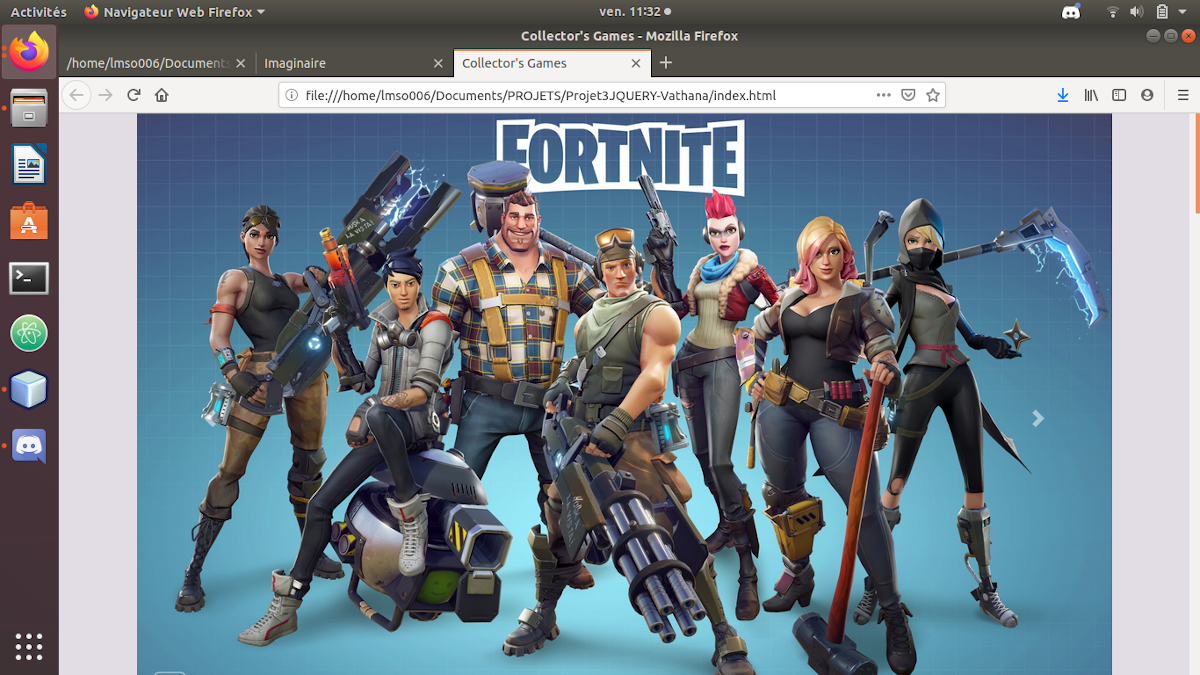 Activités
Navigateur Web Firefox
ven. 11:32
Collector's Games - Mozilla Firefox
/home/lmso006/Documents
Imaginaire
Collector's Games
file:///home/lmso006/Documents/PROJETS/Projet3JQUERY-Vathana/index.html
FORTNITE